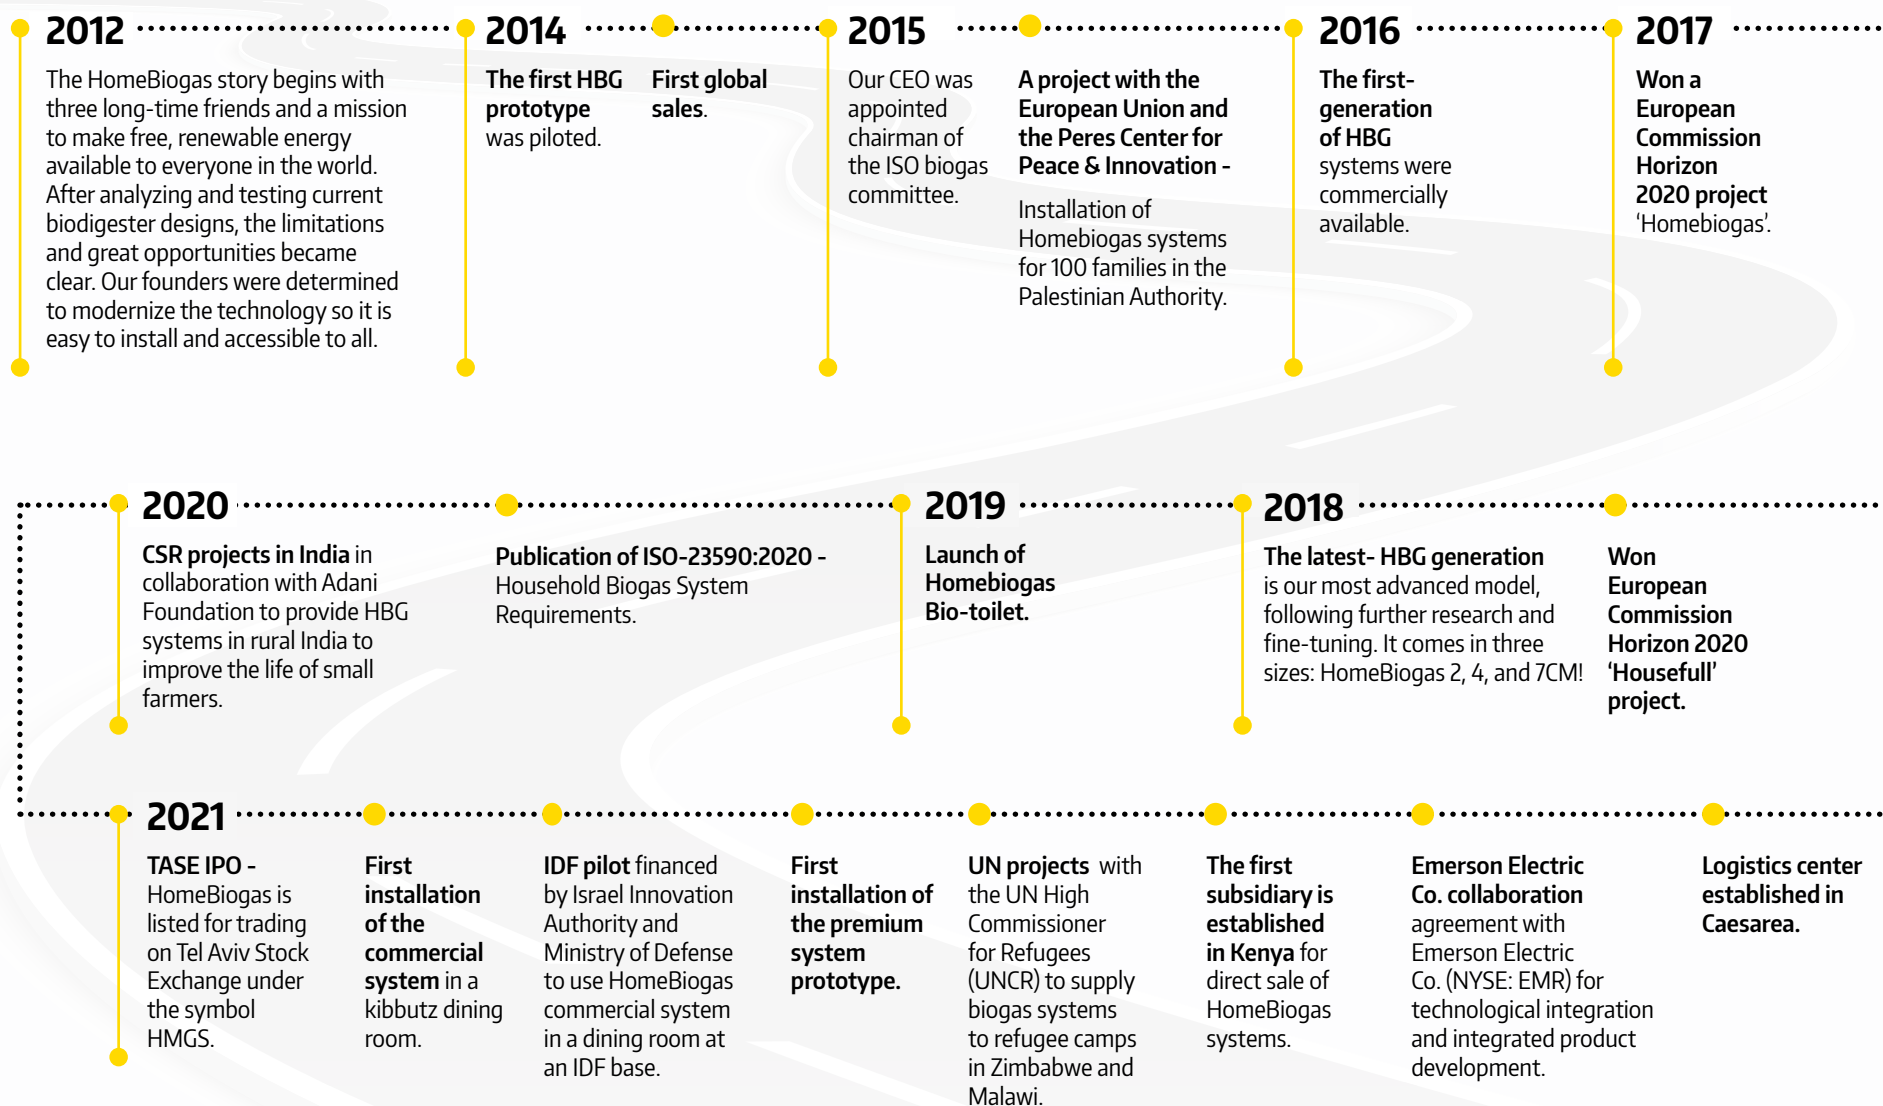 2012
The HomeBiogas story begins with
three long-time friends and a mission
to make free, renewable energy
available to everyone in the world.
After analyzing and testing current
biodigester designs, the limitations
and great opportunities became
clear. Our founders were determined
to modernize the technology so it is
easy to install and accessible to all.
2014
The first HBG
prototype
was piloted.
First global
sales.
2015
Our CEO was
appointed
chairman of
the ISO biogas
committee.
A project with the
European Union and
the Peres Center for
Peace & Innovation -
Installation of
Homebiogas systems
for 100 families in the
Palestinian Authority.
2016
The first-
generation
of HBG
systems were
commercially
available.
2017
Won a
European
Commission
Horizon
2020 project
‘Homebiogas’.
2020
CSR projects in India in
collaboration with Adani
Foundation to provide HBG
systems in rural India to
improve the life of small
farmers.
Publication of ISO-23590:2020 -
Household Biogas System
Requirements.
2019
Launch of
Homebiogas
Bio-toilet.
2018
The latest- HBG generation
is our most advanced model,
following further research and
fine-tuning. It comes in three
sizes: HomeBiogas 2, 4, and 7CM!
Won
European
Commission
Horizon 2020
‘Housefull’
project.
2021
TASE IPO -
HomeBiogas is
listed for trading
on Tel Aviv Stock
Exchange under
the symbol
HMGS.
First
installation
of the
commercial
system in a
kibbutz dining
room.
IDF pilot financed
by Israel Innovation
Authority and
Ministry of Defense
to use HomeBiogas
commercial system
in a dining room at
an IDF base.
First
installation of
the premium
system
prototype.
UN projects with
the UN High
Commissioner
for Refugees
(UNCR) to supply
biogas systems
to refugee camps
in Zimbabwe and
Malawi.
The first
subsidiary is
established
in Kenya for
direct sale of
HomeBiogas
systems.
Emerson Electric
Co. collaboration
agreement with
Emerson Electric
Co. (NYSE: EMR) for
technological integration
and integrated product
development.
Logistics center
established in
Caesarea.